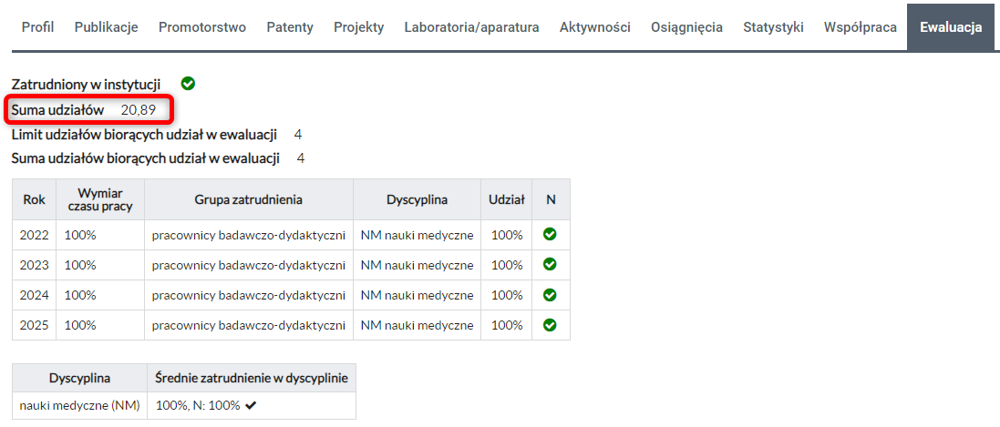 Profil Publikacje Promotorstwo Patenty Projekty Laboratoria/aparatura Aktywności Osiągnięcia Statystyki Współpraca Ewaluacja
Zatrudniony w instytucji
Suma udziałów 20,89
Limit udziałów biorących udział w ewaluacji 4
Suma udziałów biorących udział w ewaluacji 4
Rok Wymiar czasu pracy Grupa zatrudnienia Dyscyplina Udział N
2022 100% pracownicy badawczo-dydaktyczni NM nauki medyczne 100%
2023 100% pracownicy badawczo-dydaktyczni NM nauki medyczne 100%
2024 100% pracownicy badawczo-dydaktyczni NM nauki medyczne 100%
2025 100% pracownicy badawczo-dydaktyczni NM nauki medyczne 100%
Dyscyplina Średnie zatrudnienie w dyscyplinie
nauki medyczne (NM) 100%, N: 100% ✔